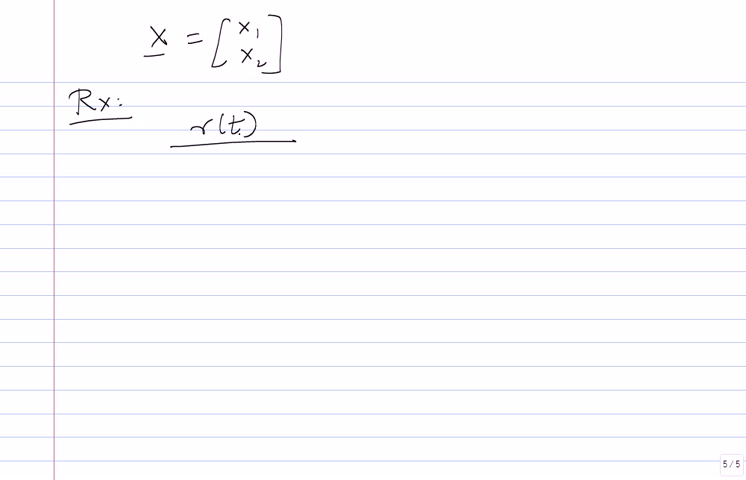 x = [x₁
x₂]
Rx:
r(t)
5 / 5